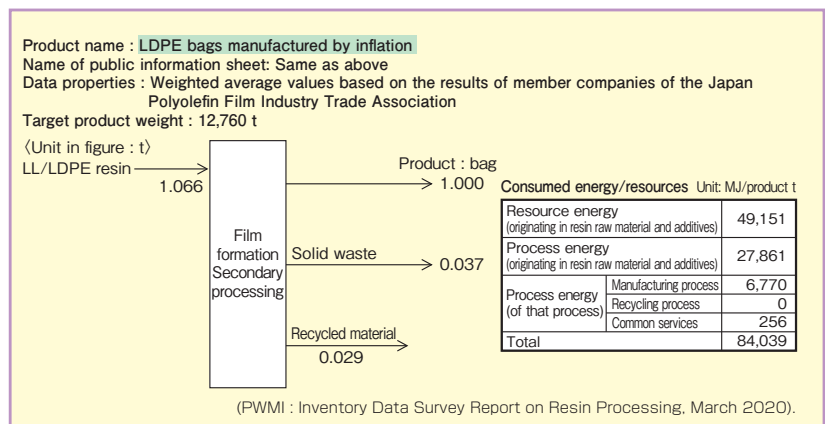 Product name : LDPE bags manufactured by inflation
Name of public information sheet: Same as above
Data properties : Weighted average values based on the results of member companies of the Japan
Polyolefin Film Industry Trade Association
Target product weight : 12,760 t
〈Unit in figure : t〉
LL/LDPE resin
1.066
Film
formation
Secondary
processing
Product : bag
1.000
Solid waste
0.037
Recycled material
0.029
Consumed energy/resources Unit: MJ/product t
Resource energy
(originating in resin raw material and additives) 49,151
Process energy
(originating in resin raw material and additives) 27,861
Process energy
(of that process)
Manufacturing process 6,770
Recycling process 0
Common services 256
Total 84,039
(PWMI : Inventory Data Survey Report on Resin Processing, March 2020).